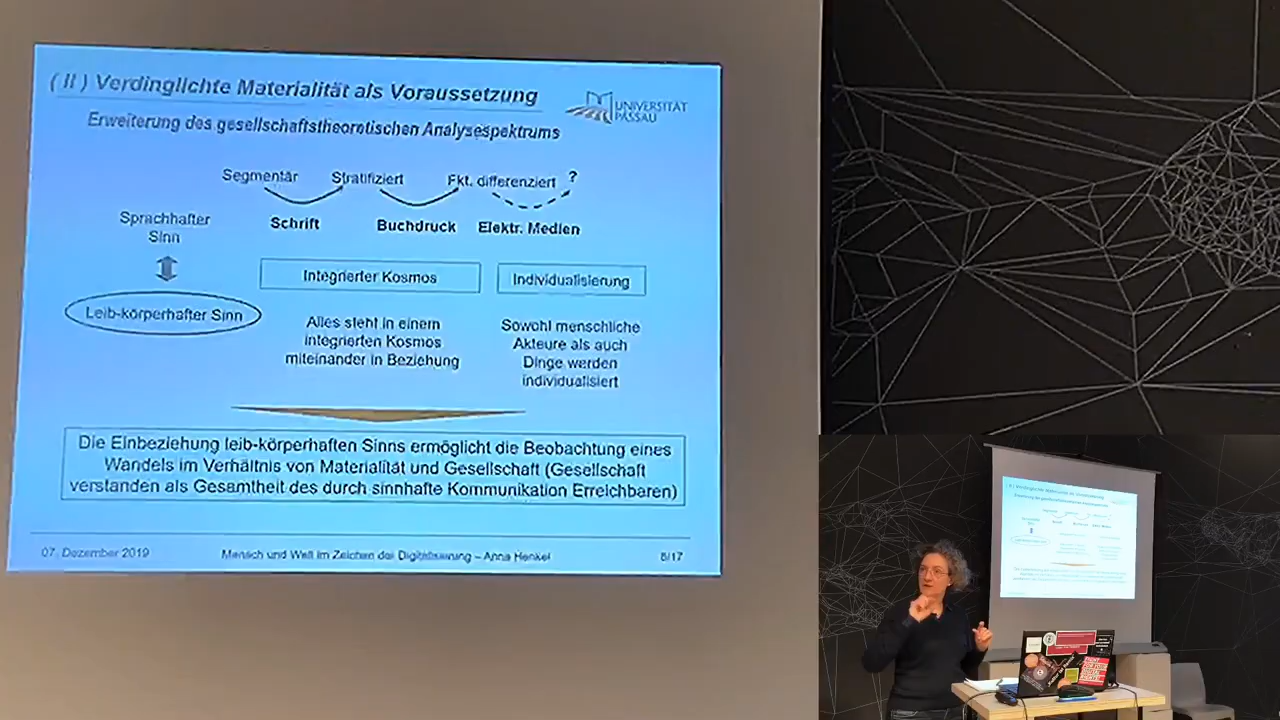 ( II ) Verdinglichte Materialität als Voraussetzung
UNIVERSITÄT
PASSAU
Erweiterung des gesellschaftstheoretischen Analysespektrums
Segmentär Stratifiziert Fkt. differenziert ?
Schrift Buchdruck Elektr. Medien
Sprachhafter
Sinn
Leib-körperhafter Sinn
Integrierter Kosmos
Individualisierung
Alles steht in einem
integrierten Kosmos
miteinander in Beziehung
Sowohl menschliche
Akteure als auch
Dinge werden
individualisiert
Die Einbeziehung leib-körperhaften Sinns ermöglicht die Beobachtung eines
Wandels im Verhältnis von Materialität und Gesellschaft (Gesellschaft
verstanden als Gesamtheit des durch sinnhafte Kommunikation Erreichbaren)
07. Dezember 2019 Mensch und Welt im Zeichen der Digitalisierung – Anna Henkel 8/17